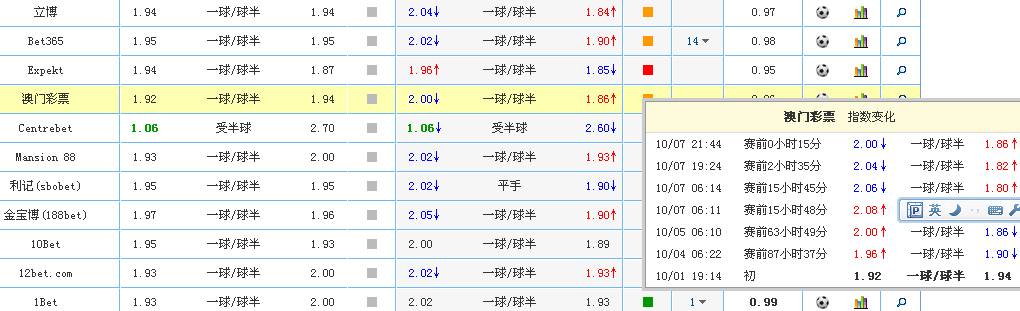 立博 1.94 一球/球半 1.94 2.04↓ 一球/球半 1.84↑ 0.97
Bet365 1.95 一球/球半 1.95 2.02↓ 一球/球半 1.90↑ 14 0.98
Expekt 1.94 一球/球半 1.87 1.96↑ 一球/球半 1.85↓ 0.95
澳门彩票 1.92 一球/球半 1.94 2.00↓ 一球/球半 1.86↑
Centrebet 1.06 受半球 2.70 1.06↓ 受半球 2.60↓
Mansion 88 1.93 一球/球半 2.00 2.02↓ 一球/球半 1.93↑
利记(sbobet) 1.95 一球/球半 1.95 2.02↓ 平手 1.90↓
金宝博(188bet) 1.97 一球/球半 1.96 2.05↓ 一球/球半 1.90↑
10Bet 1.95 一球/球半 1.93 2.00 一球/球半 1.89
12bet.com 1.93 一球/球半 2.00 2.02↓ 一球/球半 1.93↑
1Bet 1.93 一球/球半 2.00 2.02 一球/球半 1.93 1 0.99
澳门彩票 指数变化
10/07 21:44 赛前0小时15分 2.00↓ 一球/球半 1.86↑
10/07 19:24 赛前2小时35分 2.04↓ 一球/球半 1.82↑
10/07 06:14 赛前15小时45分 2.06↓ 一球/球半 1.80↑
10/07 06:11 赛前15小时48分 2.08↑ P 英
10/05 06:10 赛前63小时49分 2.00↑ 一球/球半 1.86↓
10/04 06:22 赛前87小时37分 1.96↑ 一球/球半 1.90↓
10/01 19:14 初 1.92 一球/球半 1.94